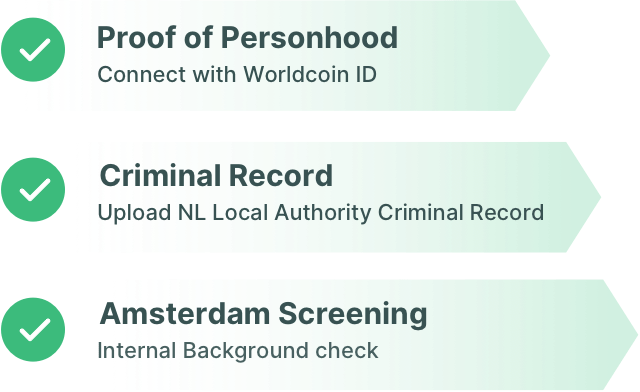 Proof of Personhood
Connect with Worldcoin ID
Criminal Record
Upload NL Local Authority Criminal Record
Amsterdam Screening
Internal Background check